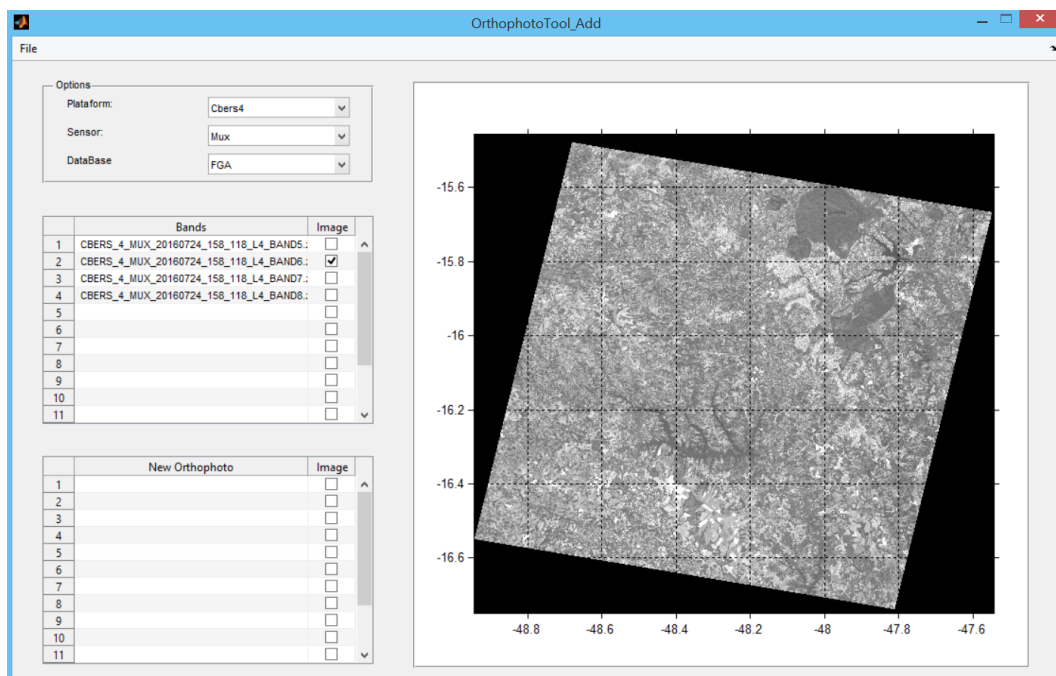 OrthophotoTool_Add
File
Options
Plataform:
Cbers4
Sensor:
Mux
DataBase
FGA
Bands Image
1 CBERS_4_MUX_20160724_158_118_L4_BAND5.:
2 CBERS_4_MUX_20160724_158_118_L4_BAND6.:
3 CBERS_4_MUX_20160724_158_118_L4_BAND7.:
4 CBERS_4_MUX_20160724_158_118_L4_BAND8.:
5
6
7
8
9
10
11
New Orthophoto Image
1
2
3
4
5
6
7
8
9
10
11
-15.6
-15.8
-16
-16.2
-16.4
-16.6
-48.8 -48.6 -48.4 -48.2 -48 -47.8 -47.6